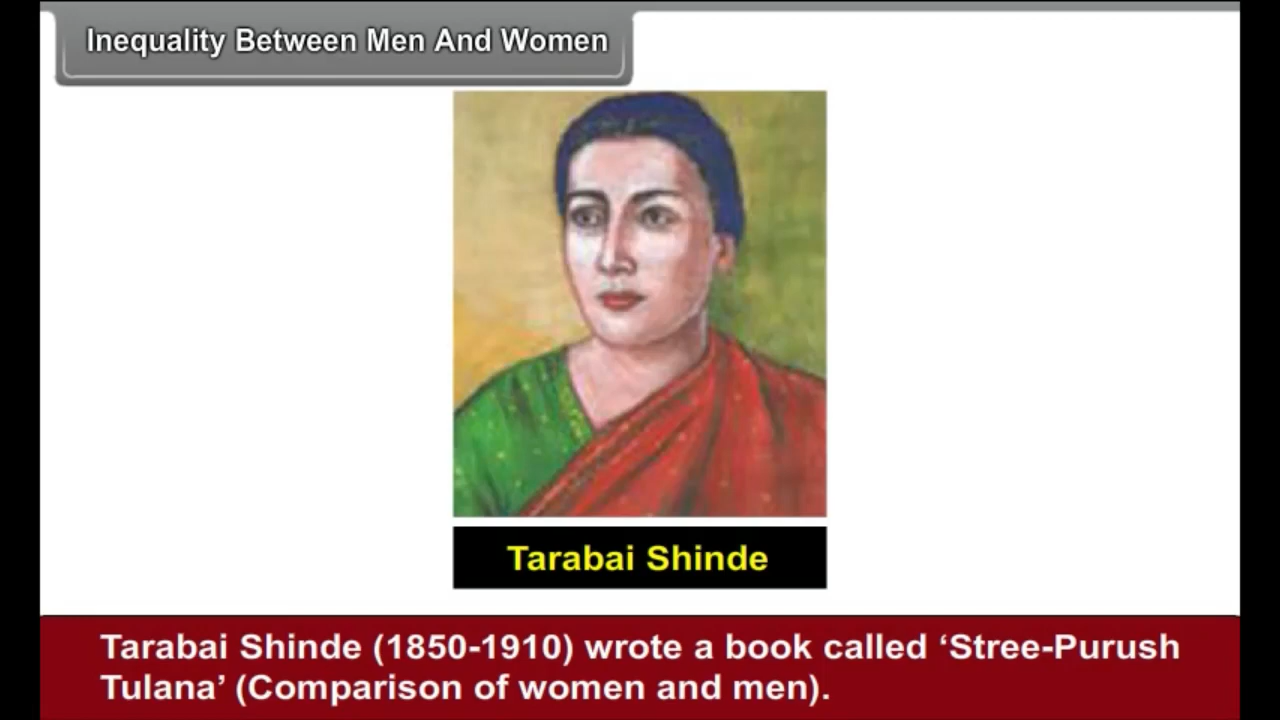 Inequality Between Men And Women
Tarabai Shinde
Tarabai Shinde (1850-1910) wrote a book called ‘Stree-Purush
Tulana’ (Comparison of women and men).